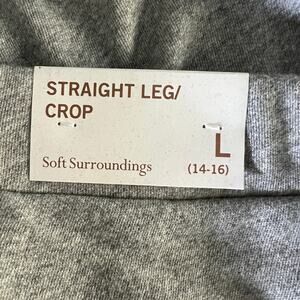 STRAIGHT LEG/
CROP
L
Soft Surroundings (14-16)